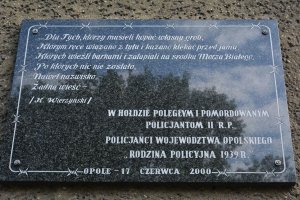 ...Dla Tych, którzy musieli kopać własny grób,
Którym ręce wiązano z tyłu i kazano klękać przed jamą
Których wieźli barkami i zatapiali na środku Morza Białego,
Po których nic nie zostało,
Nawet nazwisko,
Żadna wieść –
[K. Wierzyński]
W HOŁDZIE POLEGŁYM I POMORDOWANYM
POLICJANTOM II R.P.
POLICJANCI WOJEWÓDZTWA OPOLSKIEGO
„RODZINA POLICYJNA 1939 R."
OPOLE - 17 CZERWCA 2000